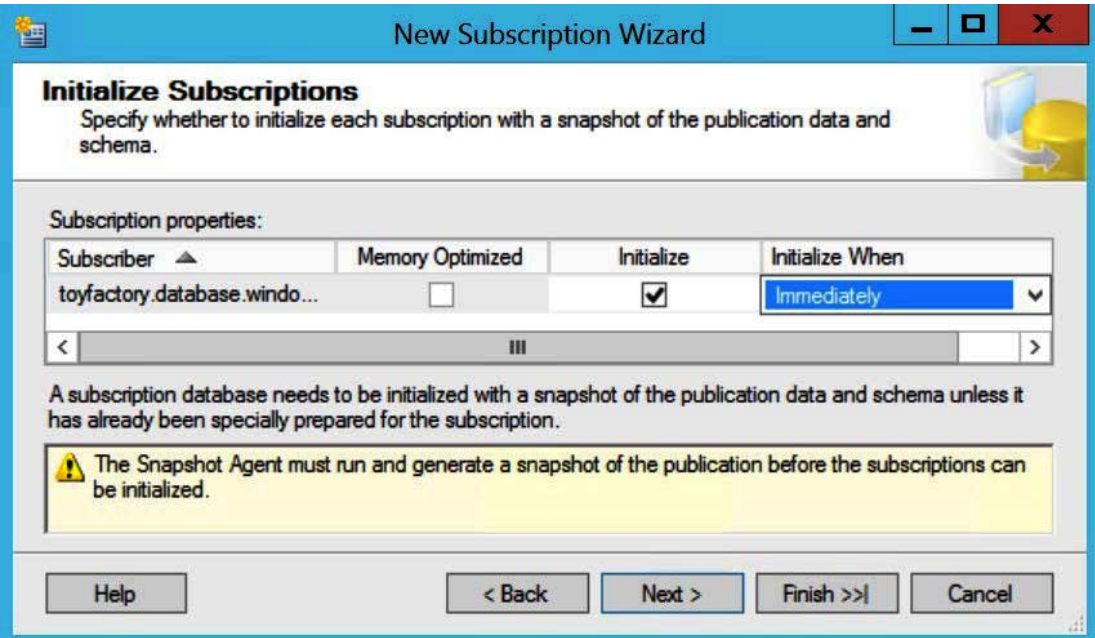 New Subscription Wizard
Initialize Subscriptions
Specify whether to initialize each subscription with a snapshot of the publication data and
schema.
Subscription properties:
Subscriber Memory Optimized Initialize Initialize When
toyfactory.database.windo... Immediately
A subscription database needs to be initialized with a snapshot of the publication data and schema unless it
has already been specially prepared for the subscription.
The Snapshot Agent must run and generate a snapshot of the publication before the subscriptions can
be initialized.
Help < Back Next > Finish >>| Cancel